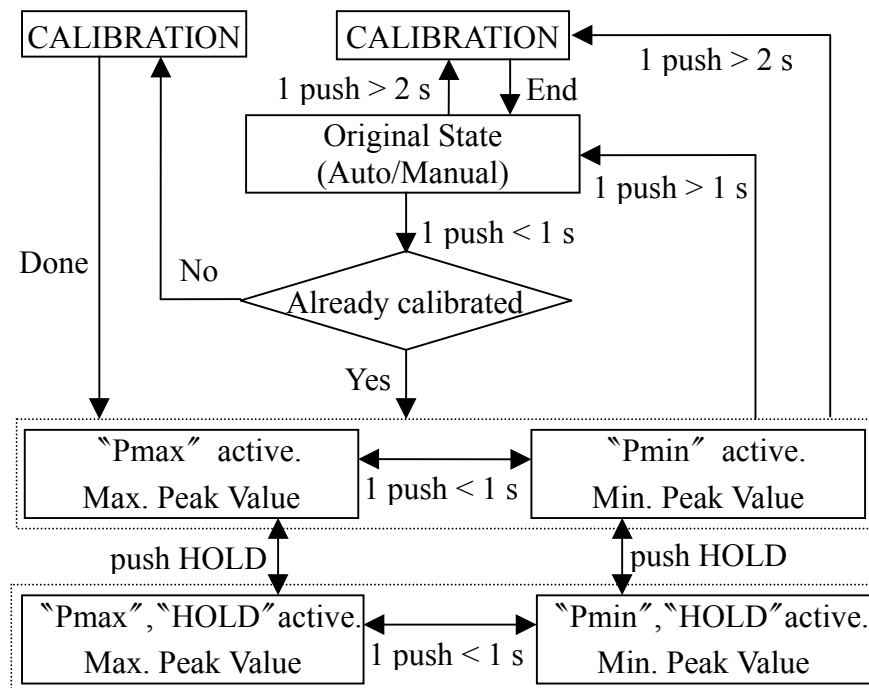 CALIBRATION
CALIBRATION
1 push > 2 s
1 push > 2 s
End
Original State
(Auto/Manual)
1 push > 1 s
1 push < 1 s
Done
No
Already calibrated
Yes
〝Pmax〞 active.
Max. Peak Value
1 push < 1 s
〝Pmin〞 active.
Min. Peak Value
push HOLD
push HOLD
〝Pmax〞,〝HOLD〞active.
Max. Peak Value
1 push < 1 s
〝Pmin〞,〝HOLD〞active.
Min. Peak Value